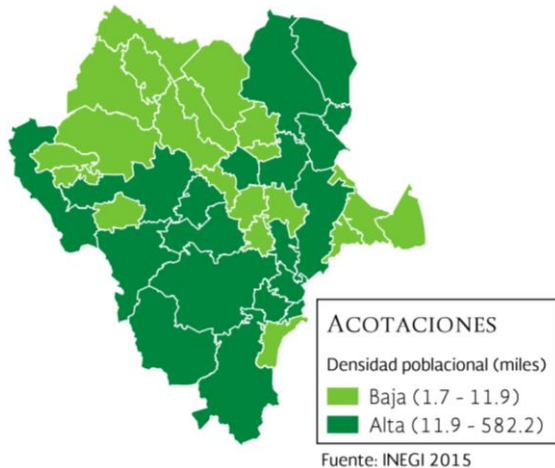 ACOTACIONES
Densidad poblacional (miles)
Baja (1.7 - 11.9)
Alta (11.9 - 582.2)
Fuente: INEGI 2015